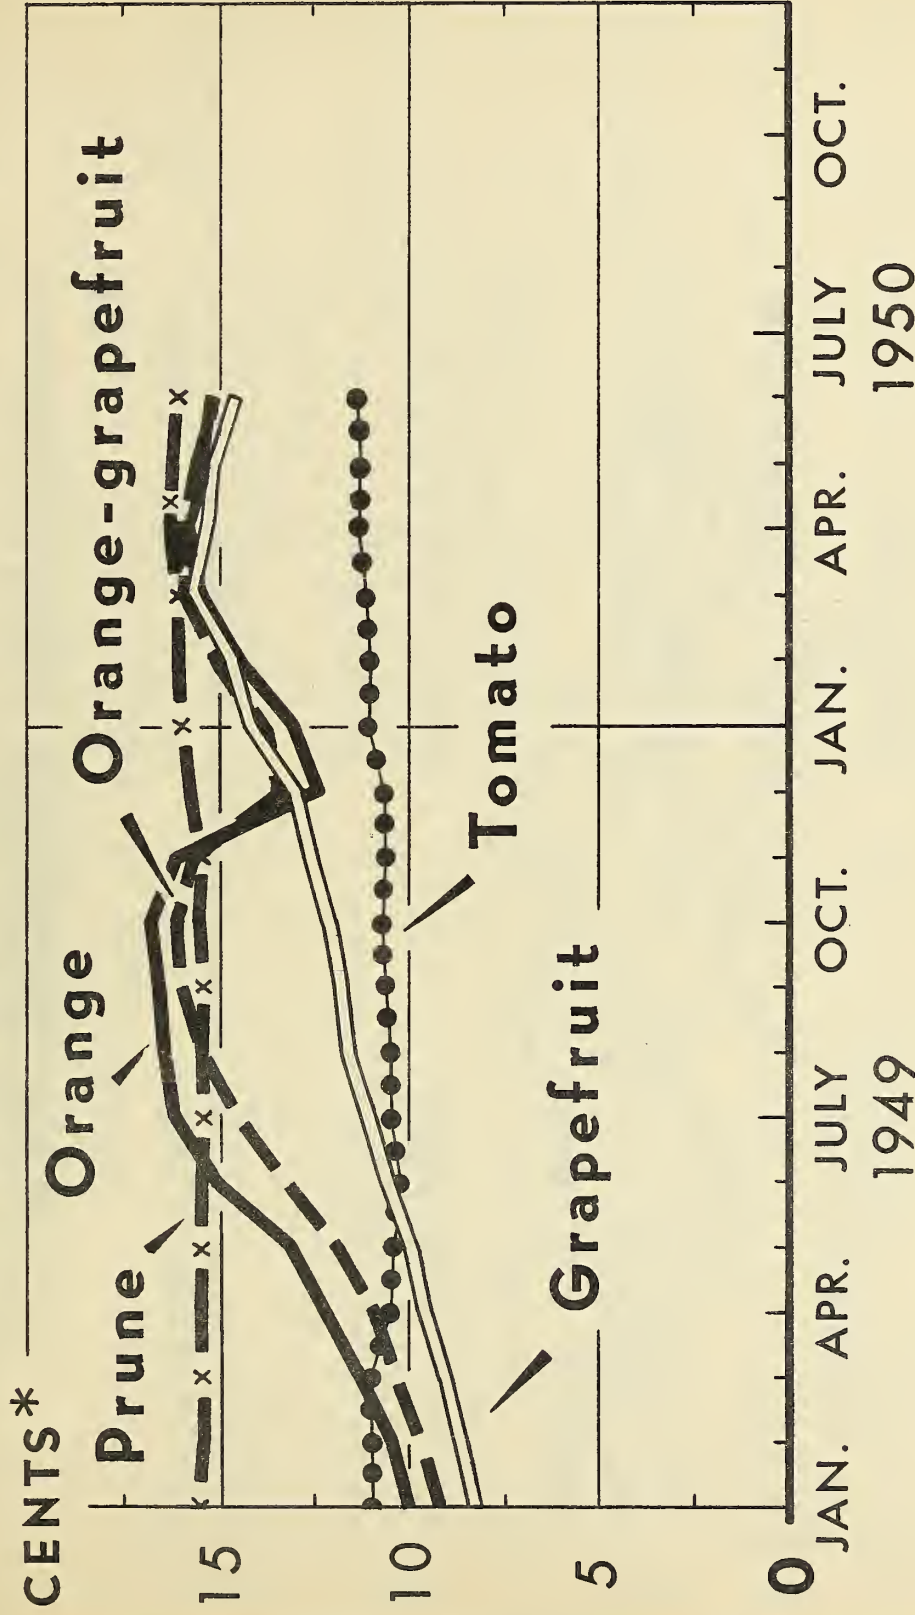 CENTS*
Orange-grapefruit
Orange
Prune
15
10
Tomato
5
Grapefruit
0
JAN. APR. JULY OCT. JAN. APR. JULY OCT.
1949 1950